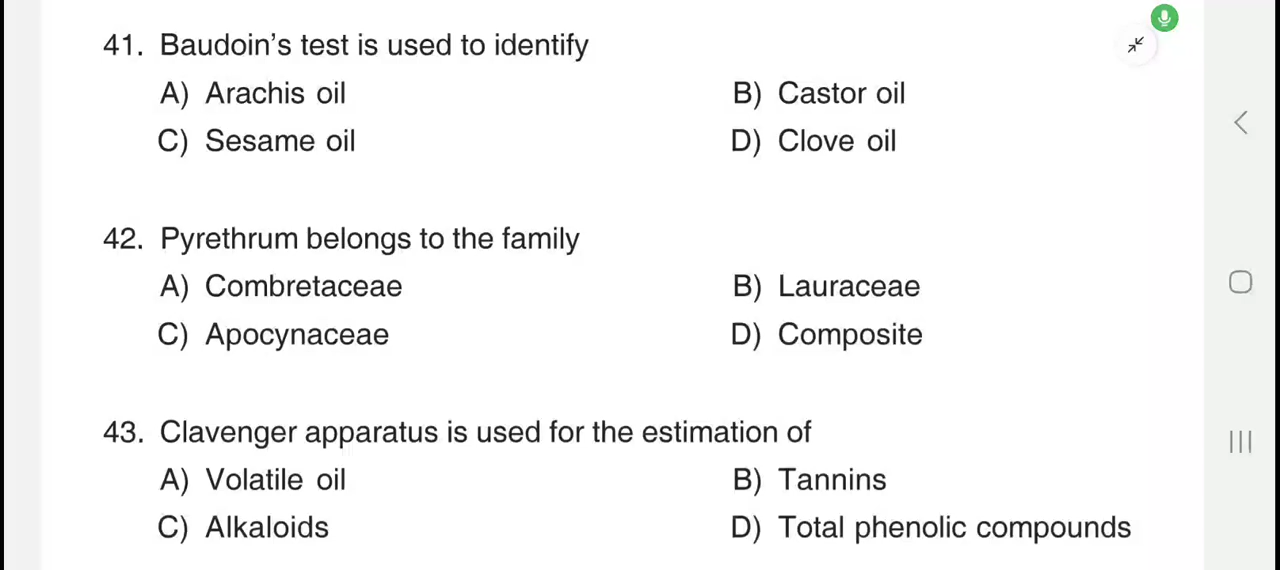 41. Baudoin’s test is used to identify
A) Arachis oil B) Castor oil
C) Sesame oil D) Clove oil
42. Pyrethrum belongs to the family
A) Combretaceae B) Lauraceae
C) Apocynaceae D) Composite
43. Clavenger apparatus is used for the estimation of
A) Volatile oil B) Tannins
C) Alkaloids D) Total phenolic compounds